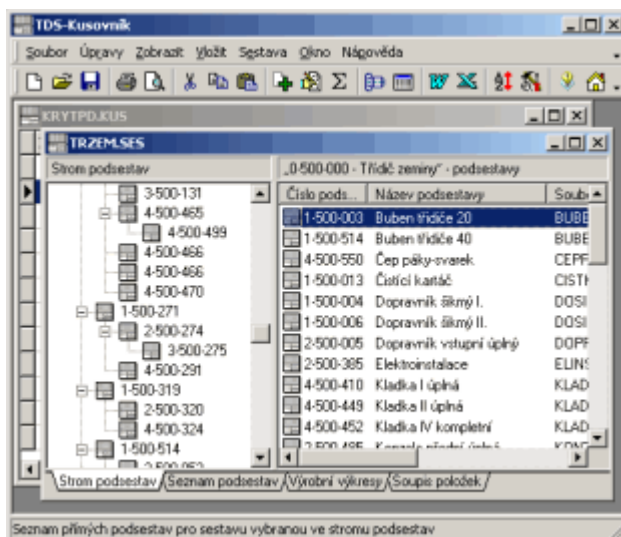 TDS-Kusovník
Soubor Úpravy Zobrazit Vložit Sestava Okno Nápověda
KRYTPD.KUS
TRZEM.SES
Strom podsestav
„0-500-000 - Třídič zeminy" - podsestavy
Číslo pods... Název podsestavy Soub
3-500-131
4-500-465
4-500-499
4-500-466
4-500-466
4-500-470
1-500-271
2-500-274
3-500-275
4-500-291
1-500-319
2-500-320
4-500-324
1-500-514
1-500-003 Buben třídiče 20 BUBE
1-500-514 Buben třídiče 40 BUBE
4-500-550 Čep páky-svarek CEPF
1-500-013 Čistící kartáč CISTK
1-500-004 Dopravník šikmý I. DOSI
1-500-006 Dopravník šikmý II. DOSI
2-500-005 Dopravník vstupní úplný DOPF
2-500-385 Elektroinstalace ELINS
4-500-410 Kladka I úplná KLAD
4-500-449 Kladka II úplná KLAD
4-500-452 Kladka IV kompletní KLAD
Strom podsestav Seznam podsestav Výrobní výkresy Soupis položek
Seznam přímých podsestav pro sestavu vybranou ve stromu podsestav